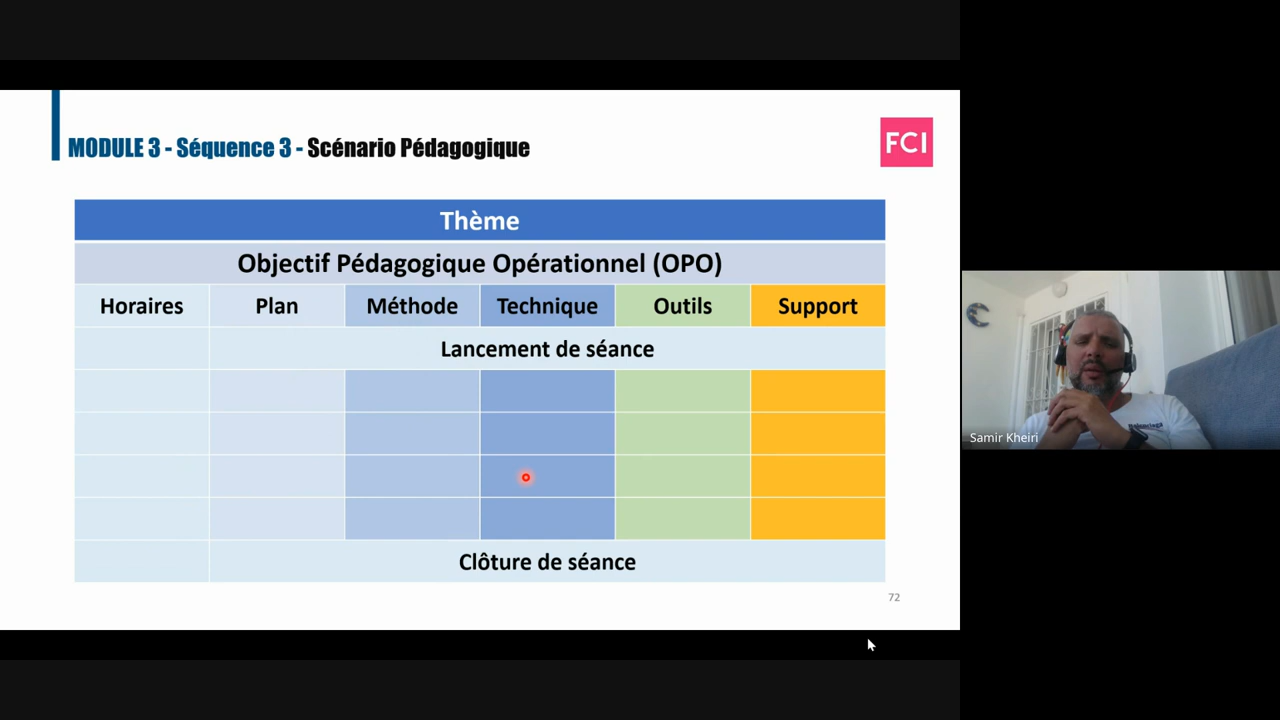 MODULE 3 - Séquence 3 - Scénario Pédagogique
FCI
Thème
Objectif Pédagogique Opérationnel (OPO)
Horaires Plan Méthode Technique Outils Support
Lancement de séance
Clôture de séance
72
Samir Kheiri